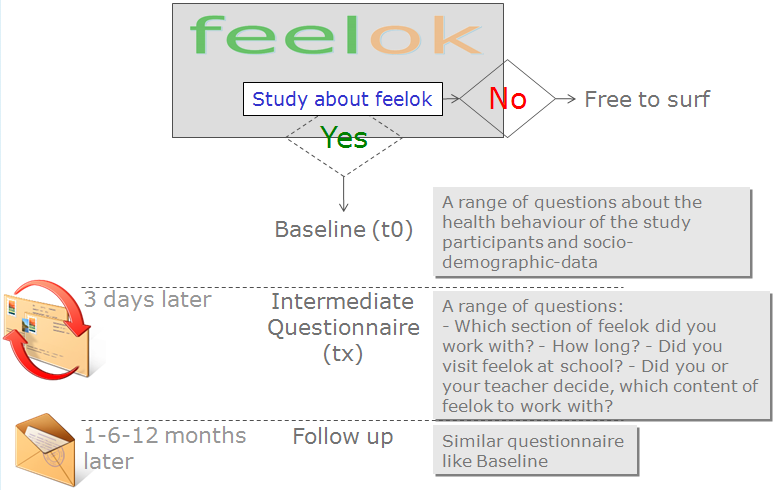 feelok
Study about feelok
No
Free to surf
Yes
Baseline (t0)
A range of questions about the
health behaviour of the study
participants and socio-
demographic-data
3 days later
Intermediate
Questionnaire
(tx)
A range of questions:
- Which section of feelok did you
work with? - How long? - Did you
visit feelok at school? - Did you or
your teacher decide, which content of
feelok to work with?
1-6-12 months
later
Follow up
Similar questionnaire
like Baseline